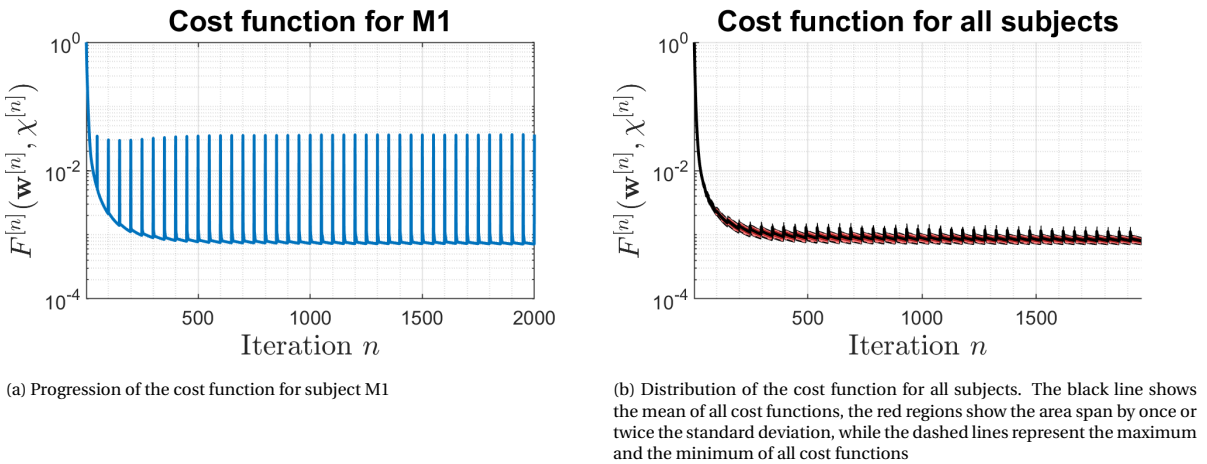 Cost function for M1
10^0
10^-2
10^-4
F^[n](w^[n], χ^[n])
500 1000 1500 2000
Iteration n
(a) Progression of the cost function for subject M1
Cost function for all subjects
10^0
10^-2
10^-4
F^[n](w^[n], χ^[n])
500 1000 1500
Iteration n
(b) Distribution of the cost function for all subjects. The black line shows
the mean of all cost functions, the red regions show the area span by once or
twice the standard deviation, while the dashed lines represent the maximum
and the minimum of all cost functions